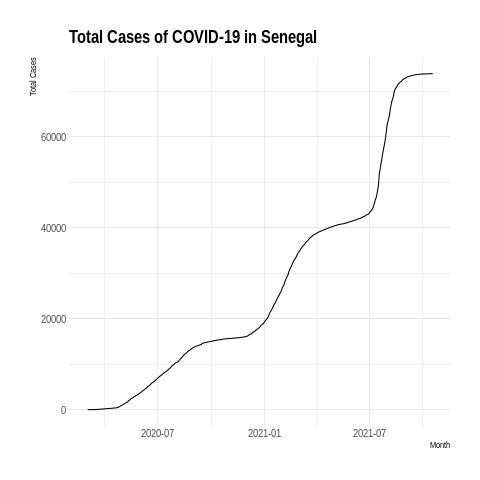 Total Cases of COVID-19 in Senegal
Total Cases
60000
40000
20000
0
2020-07
2021-01
2021-07
Month